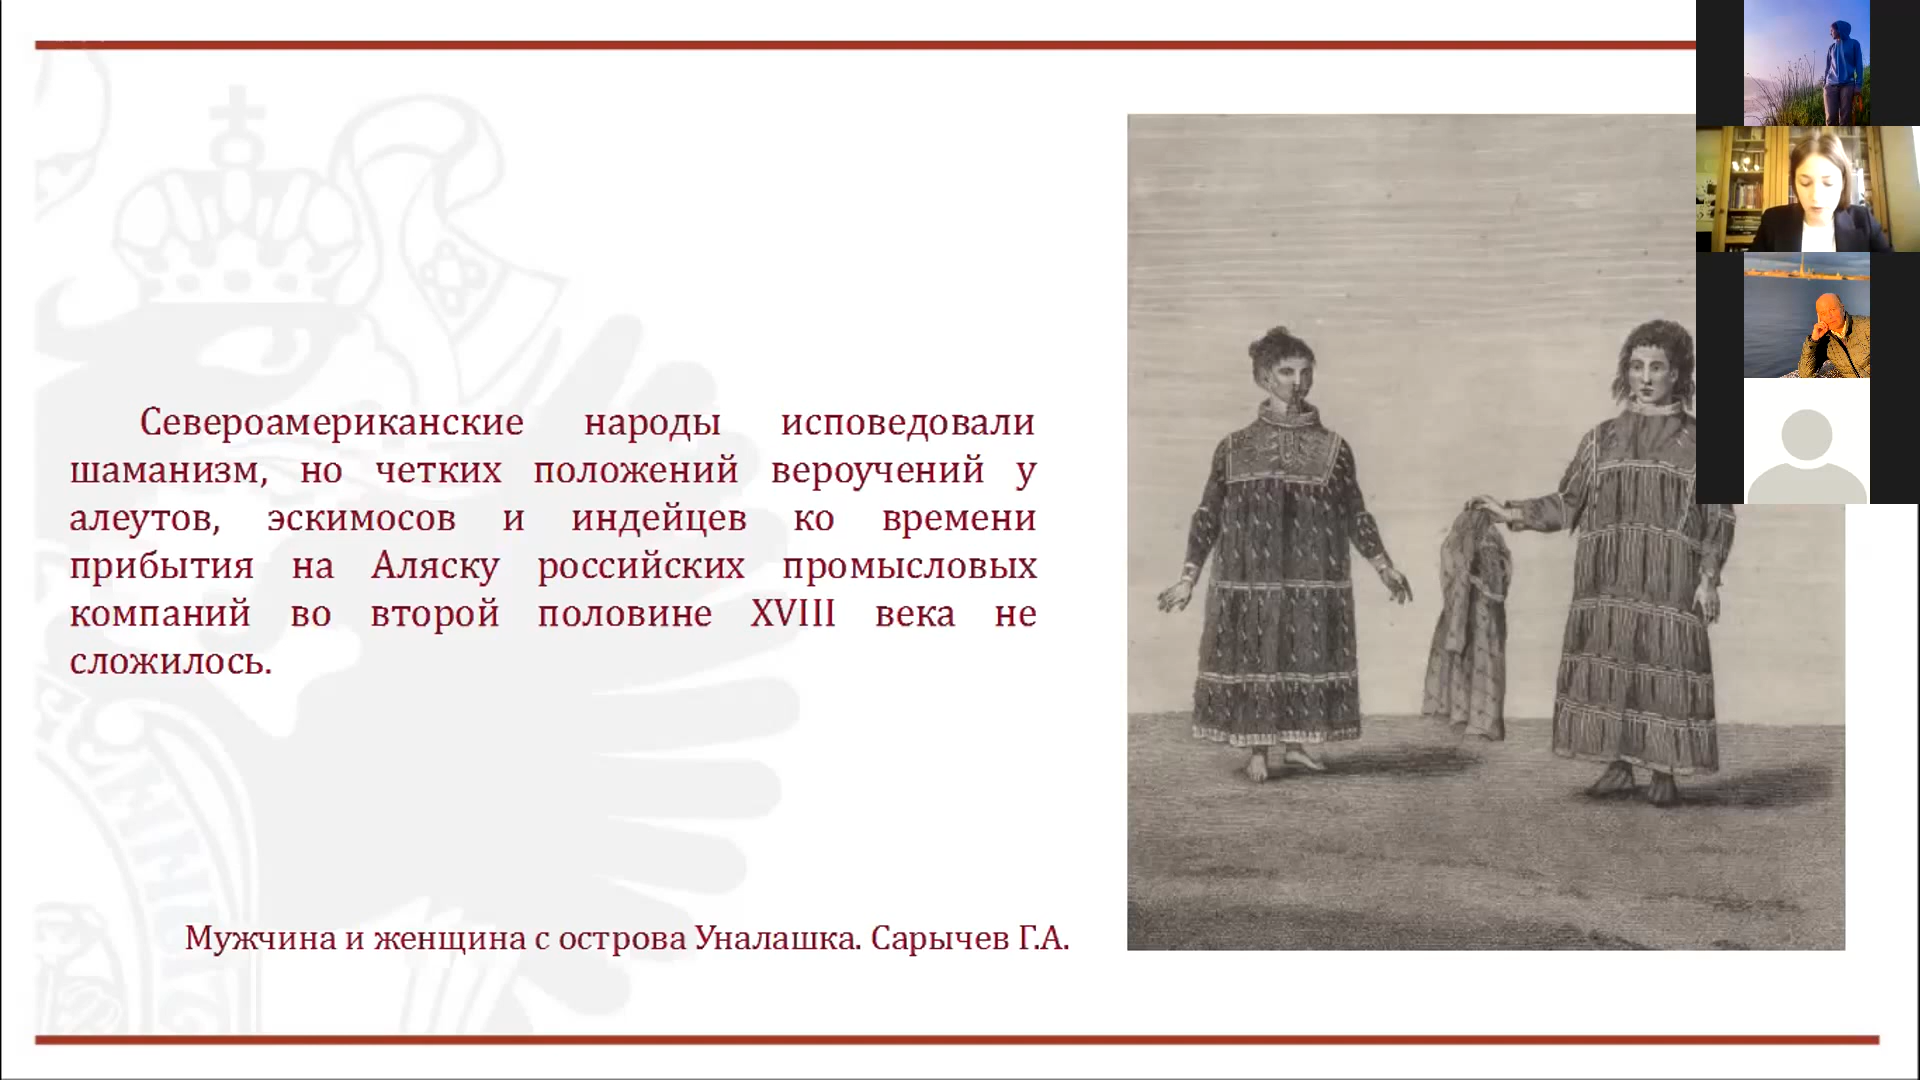 Североамериканские народы исповедовали
шаманизм, но четких положений вероучений у
алеутов, эскимосов и индейцев ко времени
прибытия на Аляску российских промысловых
компаний во второй половине XVIII века не
сложилось.
Мужчина и женщина с острова Уналашка. Сарычев Г.А.